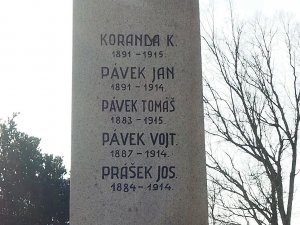 KORANDA K.
1891 - 1915.
PÁVEK JAN
1891 - 1914.
PÁVEK TOMÁŠ
1883 - 1915.
PÁVEK VOJT.
1887 - 1914.
PRÁŠEK JOS.
1884 - 1914.